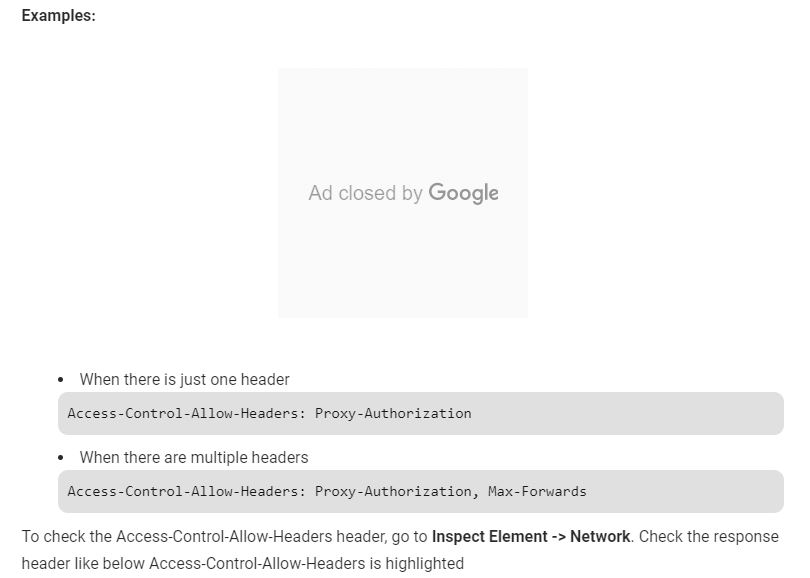 Examples:
Ad closed by Google
When there is just one header
Access-Control-Allow-Headers: Proxy-Authorization
When there are multiple headers
Access-Control-Allow-Headers: Proxy-Authorization, Max-Forwards
To check the Access-Control-Allow-Headers header, go to Inspect Element -> Network. Check the response
header like below Access-Control-Allow-Headers is highlighted